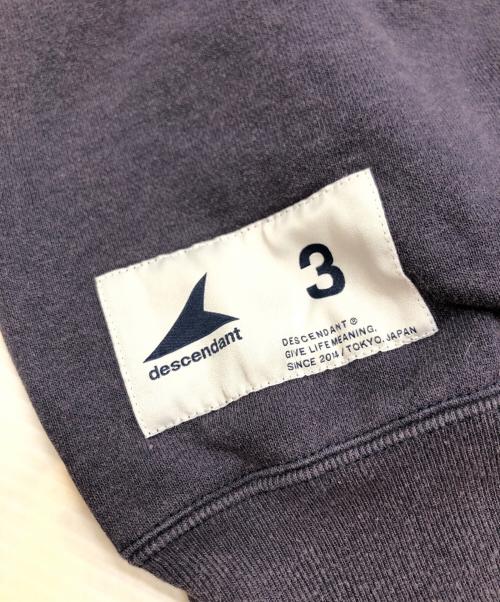 3
descendant
DESCENDANT ®
GIVE LIFE MEANING.
SINCE 2014 / TOKYO, JAPAN